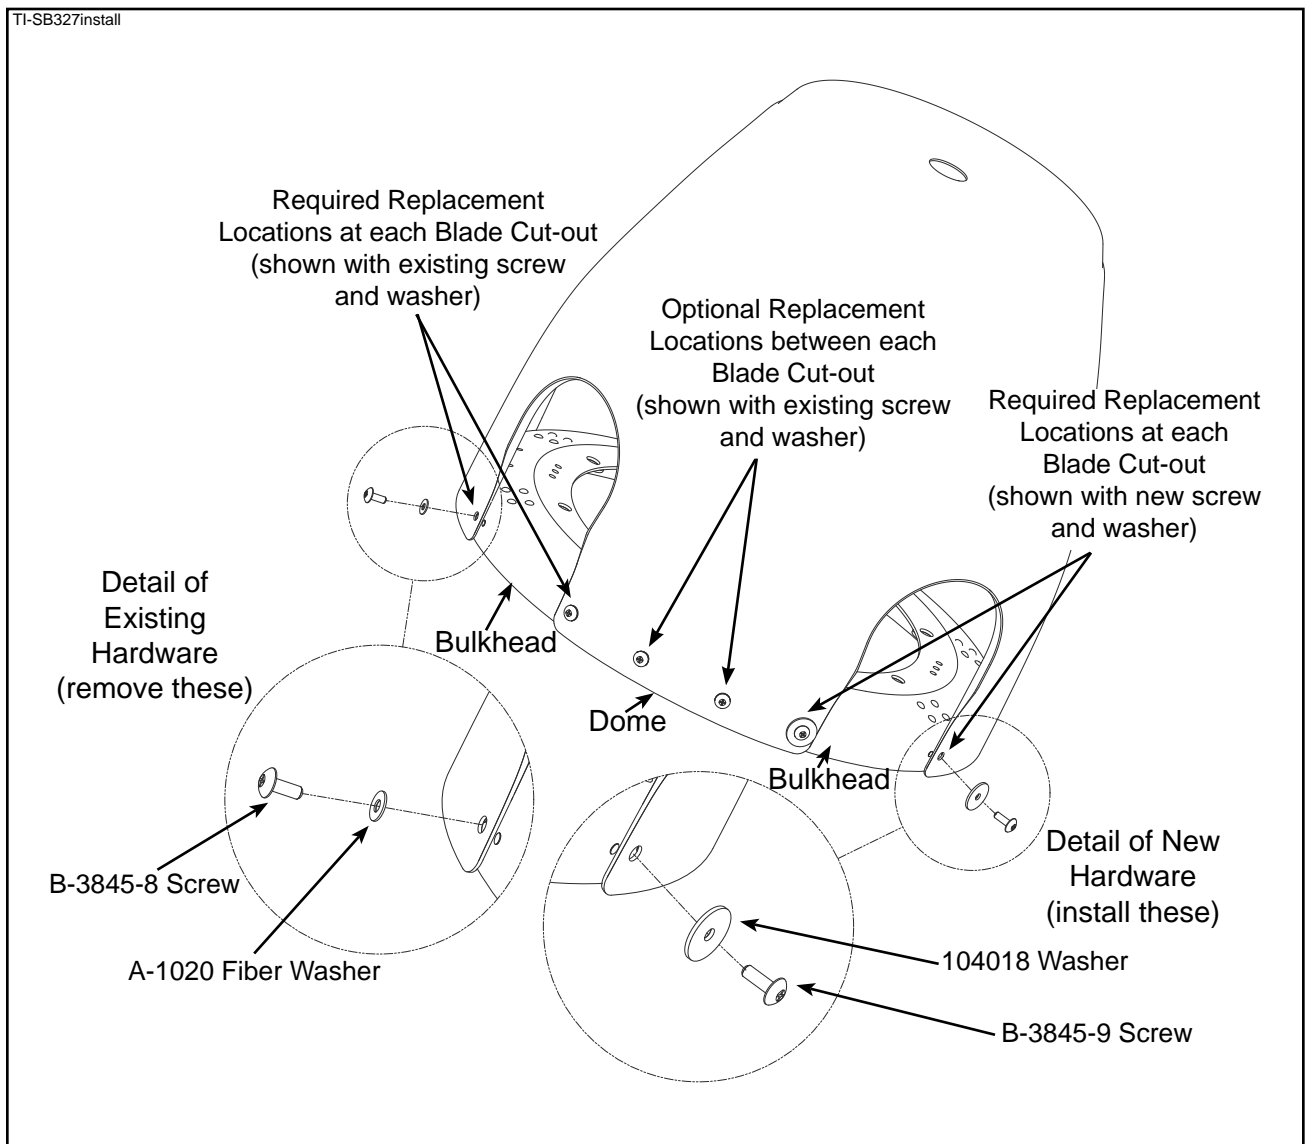 TI-SB327install
Required Replacement
Locations at each Blade Cut-out
(shown with existing screw
and washer)
Optional Replacement
Locations between each
Blade Cut-out
(shown with existing screw
and washer)
Required Replacement
Locations at each
Blade Cut-out
(shown with new screw
and washer)
Detail of
Existing
Hardware
(remove these)
Bulkhead
Dome
Bulkhead
B-3845-8 Screw
A-1020 Fiber Washer
Detail of New
Hardware
(install these)
104018 Washer
B-3845-9 Screw